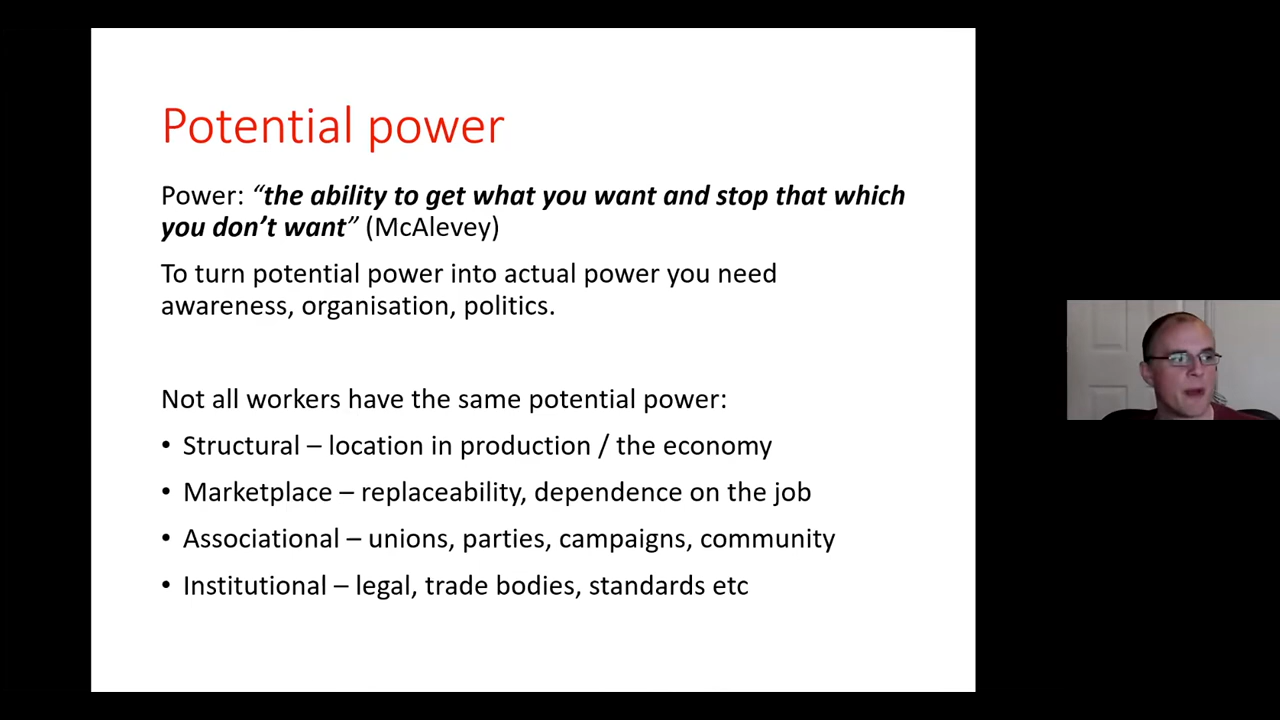 Potential power
Power: “the ability to get what you want and stop that which
you don’t want” (McAlevey)
To turn potential power into actual power you need
awareness, organisation, politics.
Not all workers have the same potential power:
• Structural – location in production / the economy
• Marketplace – replaceability, dependence on the job
• Associational – unions, parties, campaigns, community
• Institutional – legal, trade bodies, standards etc